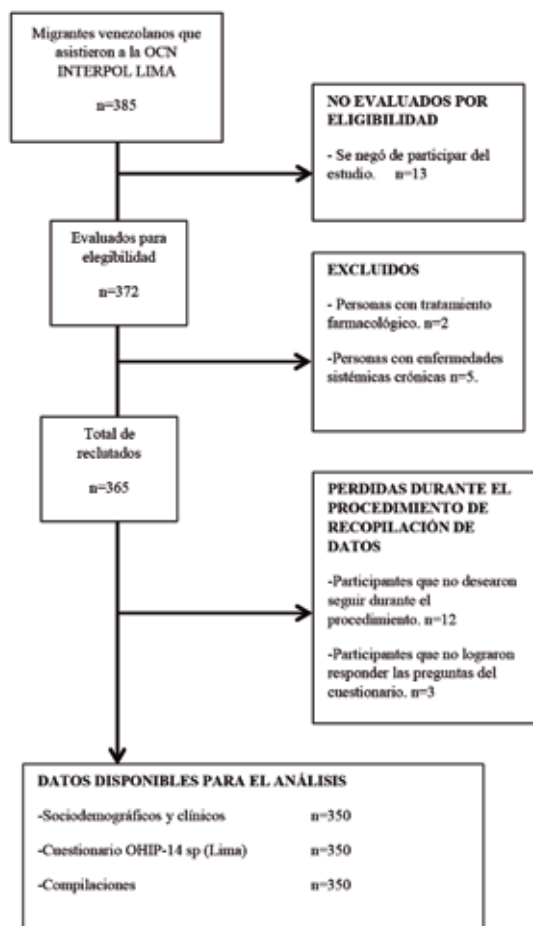 Migrantes venezolanos que
asistieron a la OCN
INTERPOL LIMA
n=385
NO EVALUADOS POR
ELIGIBILIDAD
- Se negó de participar del
estudio. n=13
Evaluados para
elegibilidad
n=372
EXCLUIDOS
- Personas con tratamiento
farmacológico. n=2
-Personas con enfermedades
sistémicas crónicas n=5.
Total de
reclutados
n=365
PERDIDAS DURANTE EL
PROCEDIMIENTO DE
RECOPILACIÓN DE
DATOS
-Participantes que no desearon
seguir durante el
procedimiento. n=12
-Participantes que no lograron
responder las preguntas del
cuestionario. n=3
DATOS DISPONIBLES PARA EL ANÁLISIS
-Sociodemográficos y clínicos n=350
-Cuestionario OHIP-14 sp (Lima) n=350
-Compilaciones n=350